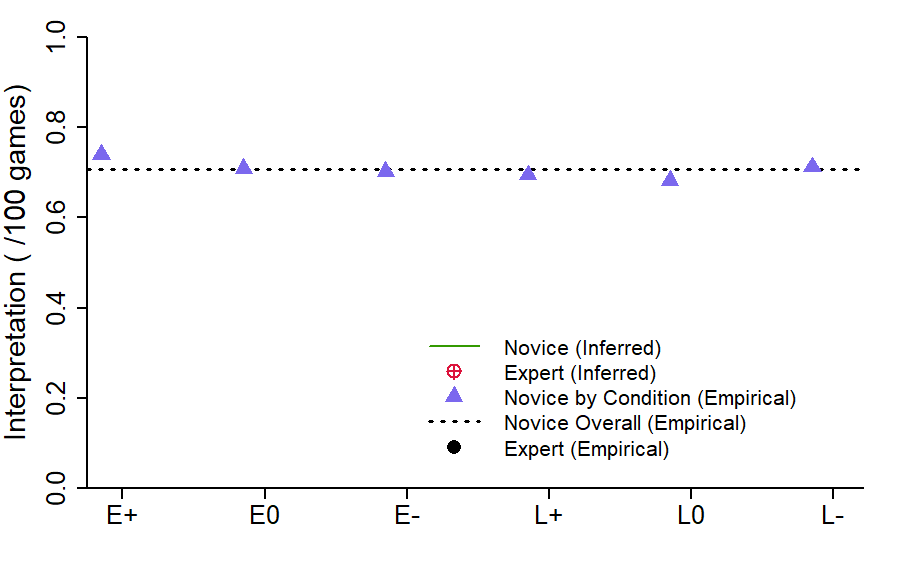 Interpretation ( /100 games)
1.0
0.8
0.6
0.4
0.2
0.0
Novice (Inferred)
Expert (Inferred)
Novice by Condition (Empirical)
Novice Overall (Empirical)
Expert (Empirical)
E+ E0 E- L+ L0 L-